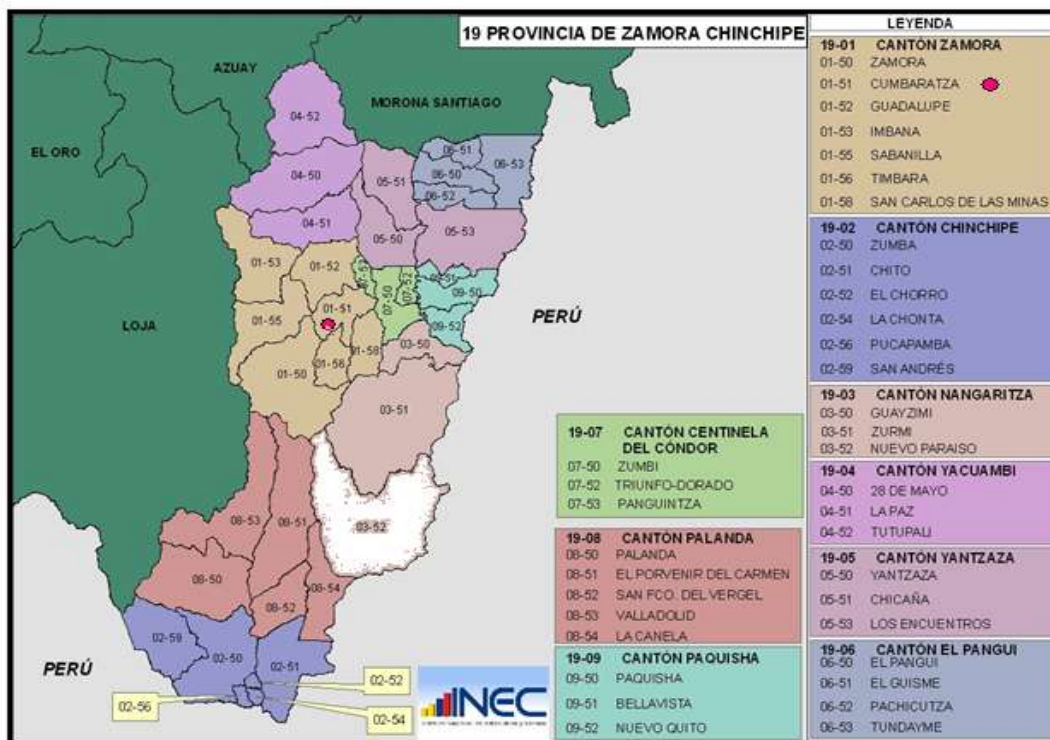 19 PROVINCIA DE ZAMORA CHINCHIPE
AZUAY
MORONA SANTIAGO
EL ORO
LOJA
PERÚ
PERÚ
04-52
04-50
04-51
05-51
05-50
05-53
06-51
06-50
06-52
06-53
01-53
01-52
01-51
01-55
01-50
01-56
01-58
07-50
07-52
09-50
09-52
03-50
03-51
03-52
08-53
08-51
08-50
08-52
08-54
02-59
02-50
02-51
02-52
02-56
02-54
19-07 CANTÓN CENTINELA
DEL CÓNDOR
07-50 ZUMBI
07-52 TRIUNFO-DORADO
07-53 PANGUINTZA
19-08 CANTÓN PALANDA
08-50 PALANDA
08-51 EL PORVENIR DEL CARMEN
08-52 SAN FCO. DEL VERGEL
08-53 VALLADOLID
08-54 LA CANELA
19-09 CANTÓN PAQUISHA
09-50 PAQUISHA
09-51 BELLAVISTA
09-52 NUEVO QUITO
INEC
LEYENDA
19-01 CANTÓN ZAMORA
01-50 ZAMORA
01-51 CUMBARATZA
01-52 GUADALUPE
01-53 IMBANA
01-55 SABANILLA
01-56 TIMBARA
01-58 SAN CARLOS DE LAS MINAS
19-02 CANTÓN CHINCHIPE
02-50 ZUMBA
02-51 CHITO
02-52 EL CHORRO
02-54 LA CHONTA
02-56 PUCAPAMBA
02-59 SAN ANDRÉS
19-03 CANTÓN NANGARITZA
03-50 GUAYZIMI
03-51 ZURMI
03-52 NUEVO PARAISO
19-04 CANTÓN YACUAMBI
04-50 28 DE MAYO
04-51 LA PAZ
04-52 TUTUPALI
19-05 CANTÓN YANTZAZA
05-50 YANTZAZA
05-51 CHICAÑA
05-53 LOS ENCUENTROS
19-06 CANTÓN EL PANGUI
06-50 EL PANGUI
06-51 EL GUISME
06-52 PACHICUTZA
06-53 TUNDAYME